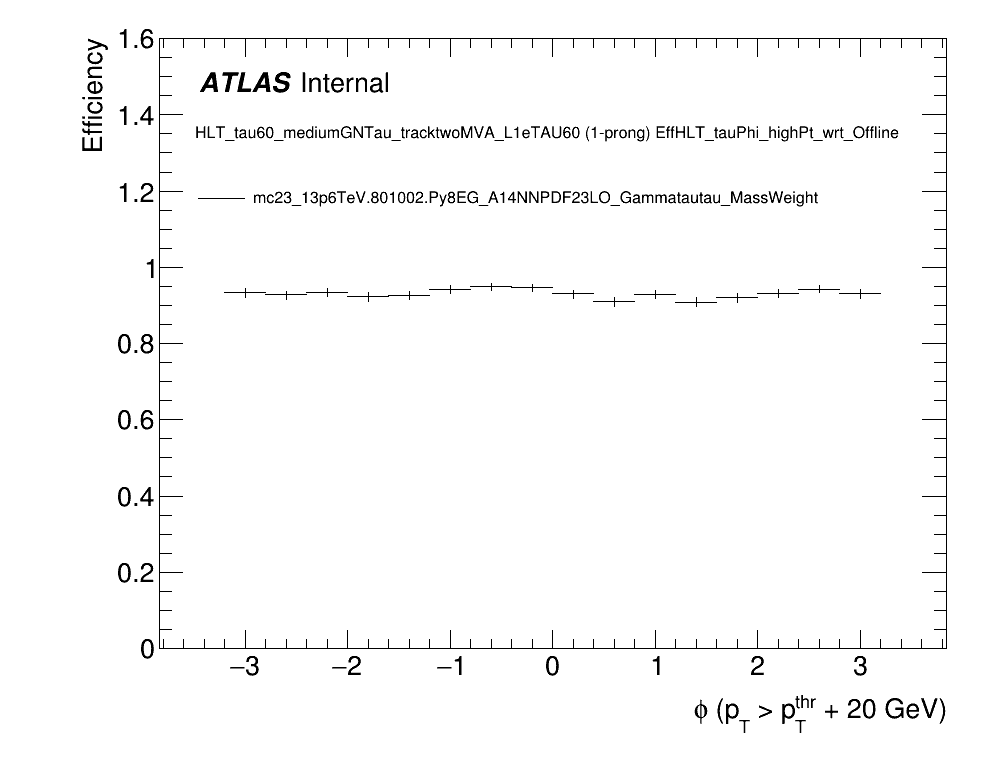 Efficiency
1.6
1.4
1.2
1
0.8
0.6
0.4
0.2
0
ATLAS Internal
HLT_tau60_mediumGNTau_tracktwoMVA_L1eTAU60 (1-prong) EffHLT_tauPhi_highPt_wrt_Offline
mc23_13p6TeV.801002.Py8EG_A14NNPDF23LO_Gammatautau_MassWeight
−3 −2 −1 0 1 2 3
ϕ (p_T > p_T^thr + 20 GeV)